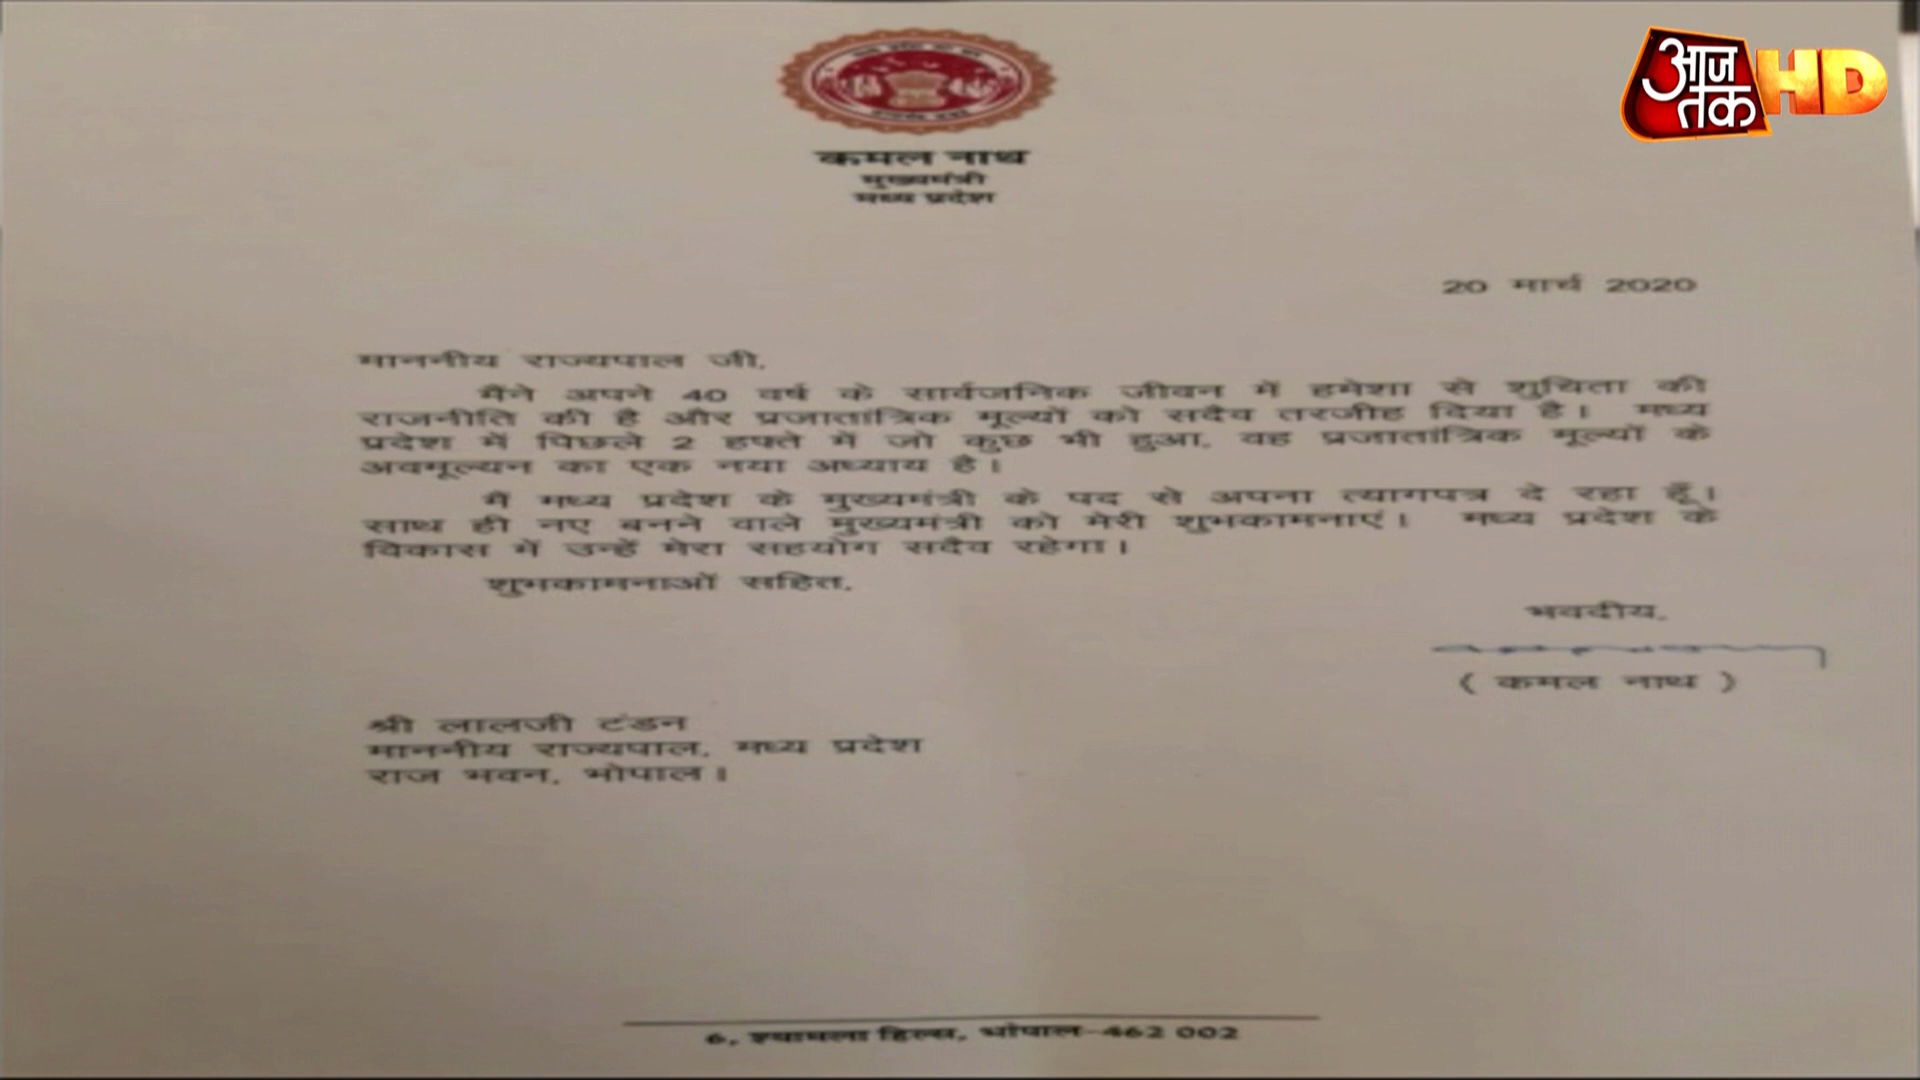 आज तक HD
कमल नाथ
मुख्यमंत्री
मध्य प्रदेश
20 मार्च 2020
माननीय राज्यपाल जी,
मैंने अपने 40 वर्ष के सार्वजनिक जीवन में हमेशा से शुचिता की
राजनीति की है और प्रजातांत्रिक मूल्यों को सदैव तरजीह दिया है। मध्य
प्रदेश में पिछले 2 हफ्ते में जो कुछ भी हुआ, वह प्रजातांत्रिक मूल्यों के
अवमूल्यन का एक नया अध्याय है।
मैं मध्य प्रदेश के मुख्यमंत्री के पद से अपना त्यागपत्र दे रहा हूँ।
साथ ही नए बनने वाले मुख्यमंत्री को मेरी शुभकामनाएं। मध्य प्रदेश के
विकास में उन्हें मेरा सहयोग सदैव रहेगा।
शुभकामनाओं सहित,
भवदीय,
( कमल नाथ )
श्री लालजी टंडन
माननीय राज्यपाल, मध्य प्रदेश
राज भवन, भोपाल।
6, श्यामला हिल्स, भोपाल-462 002